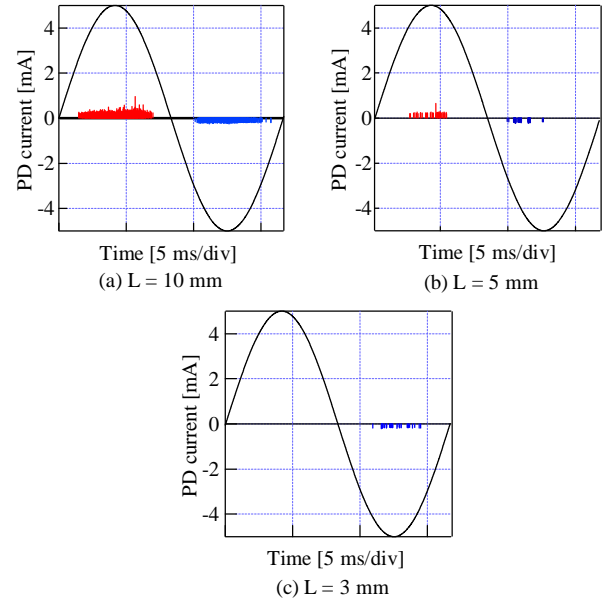 PD current [mA]
4
2
0
-2
-4
Time [5 ms/div]
(a) L = 10 mm
PD current [mA]
4
2
0
-2
-4
Time [5 ms/div]
(b) L = 5 mm
PD current [mA]
4
2
0
-2
-4
Time [5 ms/div]
(c) L = 3 mm